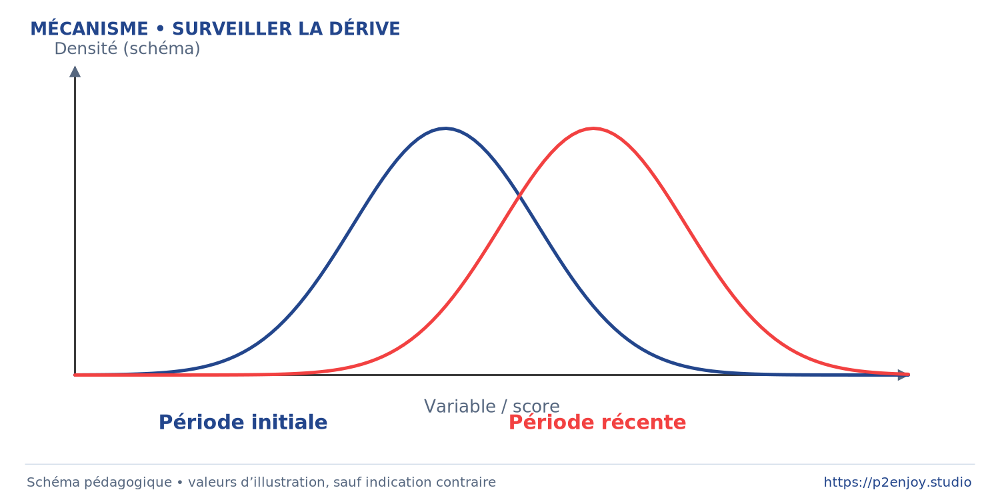 MÉCANISME • SURVEILLER LA DÉRIVE
Densité (schéma)
Variable / score
Période initiale
Période récente
Schéma pédagogique • valeurs d’illustration, sauf indication contraire
https://p2enjoy.studio